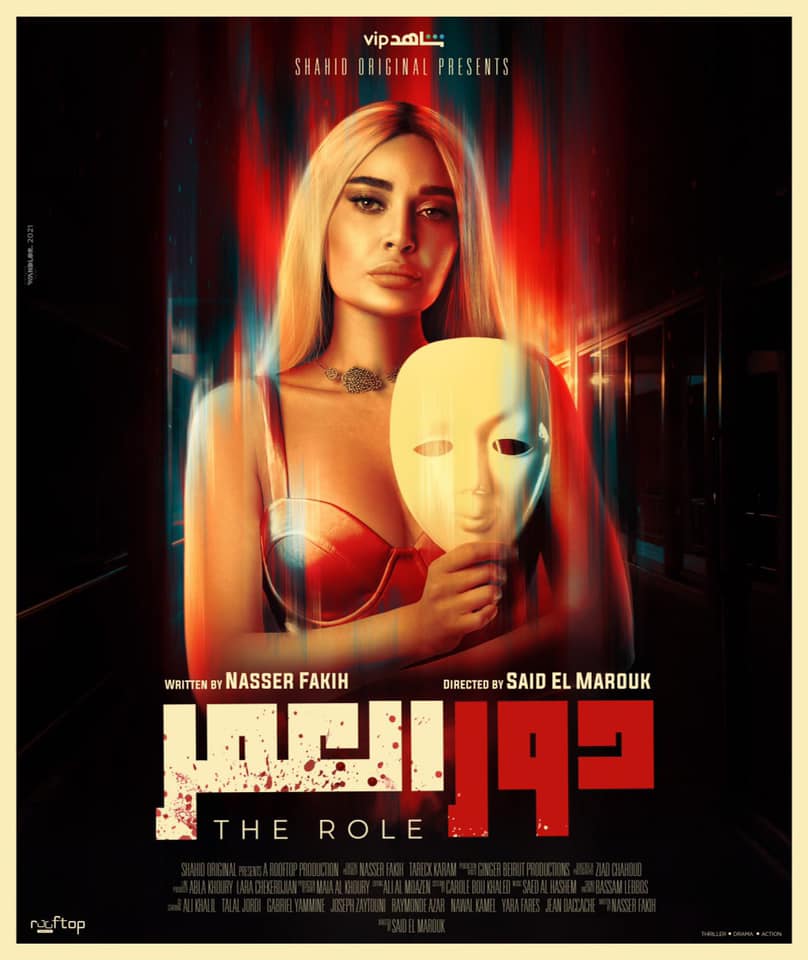 شاهد vip
SHAHID ORIGINAL PRESENTS
2021
WRITTEN BY NASSER FAKIH
DIRECTED BY SAID EL MAROUK
دور العمر
THE ROLE
SHAHID ORIGINAL PRESENTS A ROOFTOP PRODUCTION NASSER FAKIH TARECK KARAM GINGER BEIRUT PRODUCTIONS ZIAD CHAHOUD
ABLA KHOURY LARA CHEKERDJIAN MAIA AL KHOURY ALI AL MOAZEN CAROLE BOU KHALED SAED AL HASHEM BASSAM LEBBOS
ALI KHALIL TALAL JORDI GABRIEL YAMMINE JOSEPH ZAYTOUNI RAYMONDE AZAR NAWAL KAMEL YARA FARES JEAN DACCACHE NASSER FAKIH
SAID EL MAROUK
rooftop
THRILLER • DRAMA • ACTION